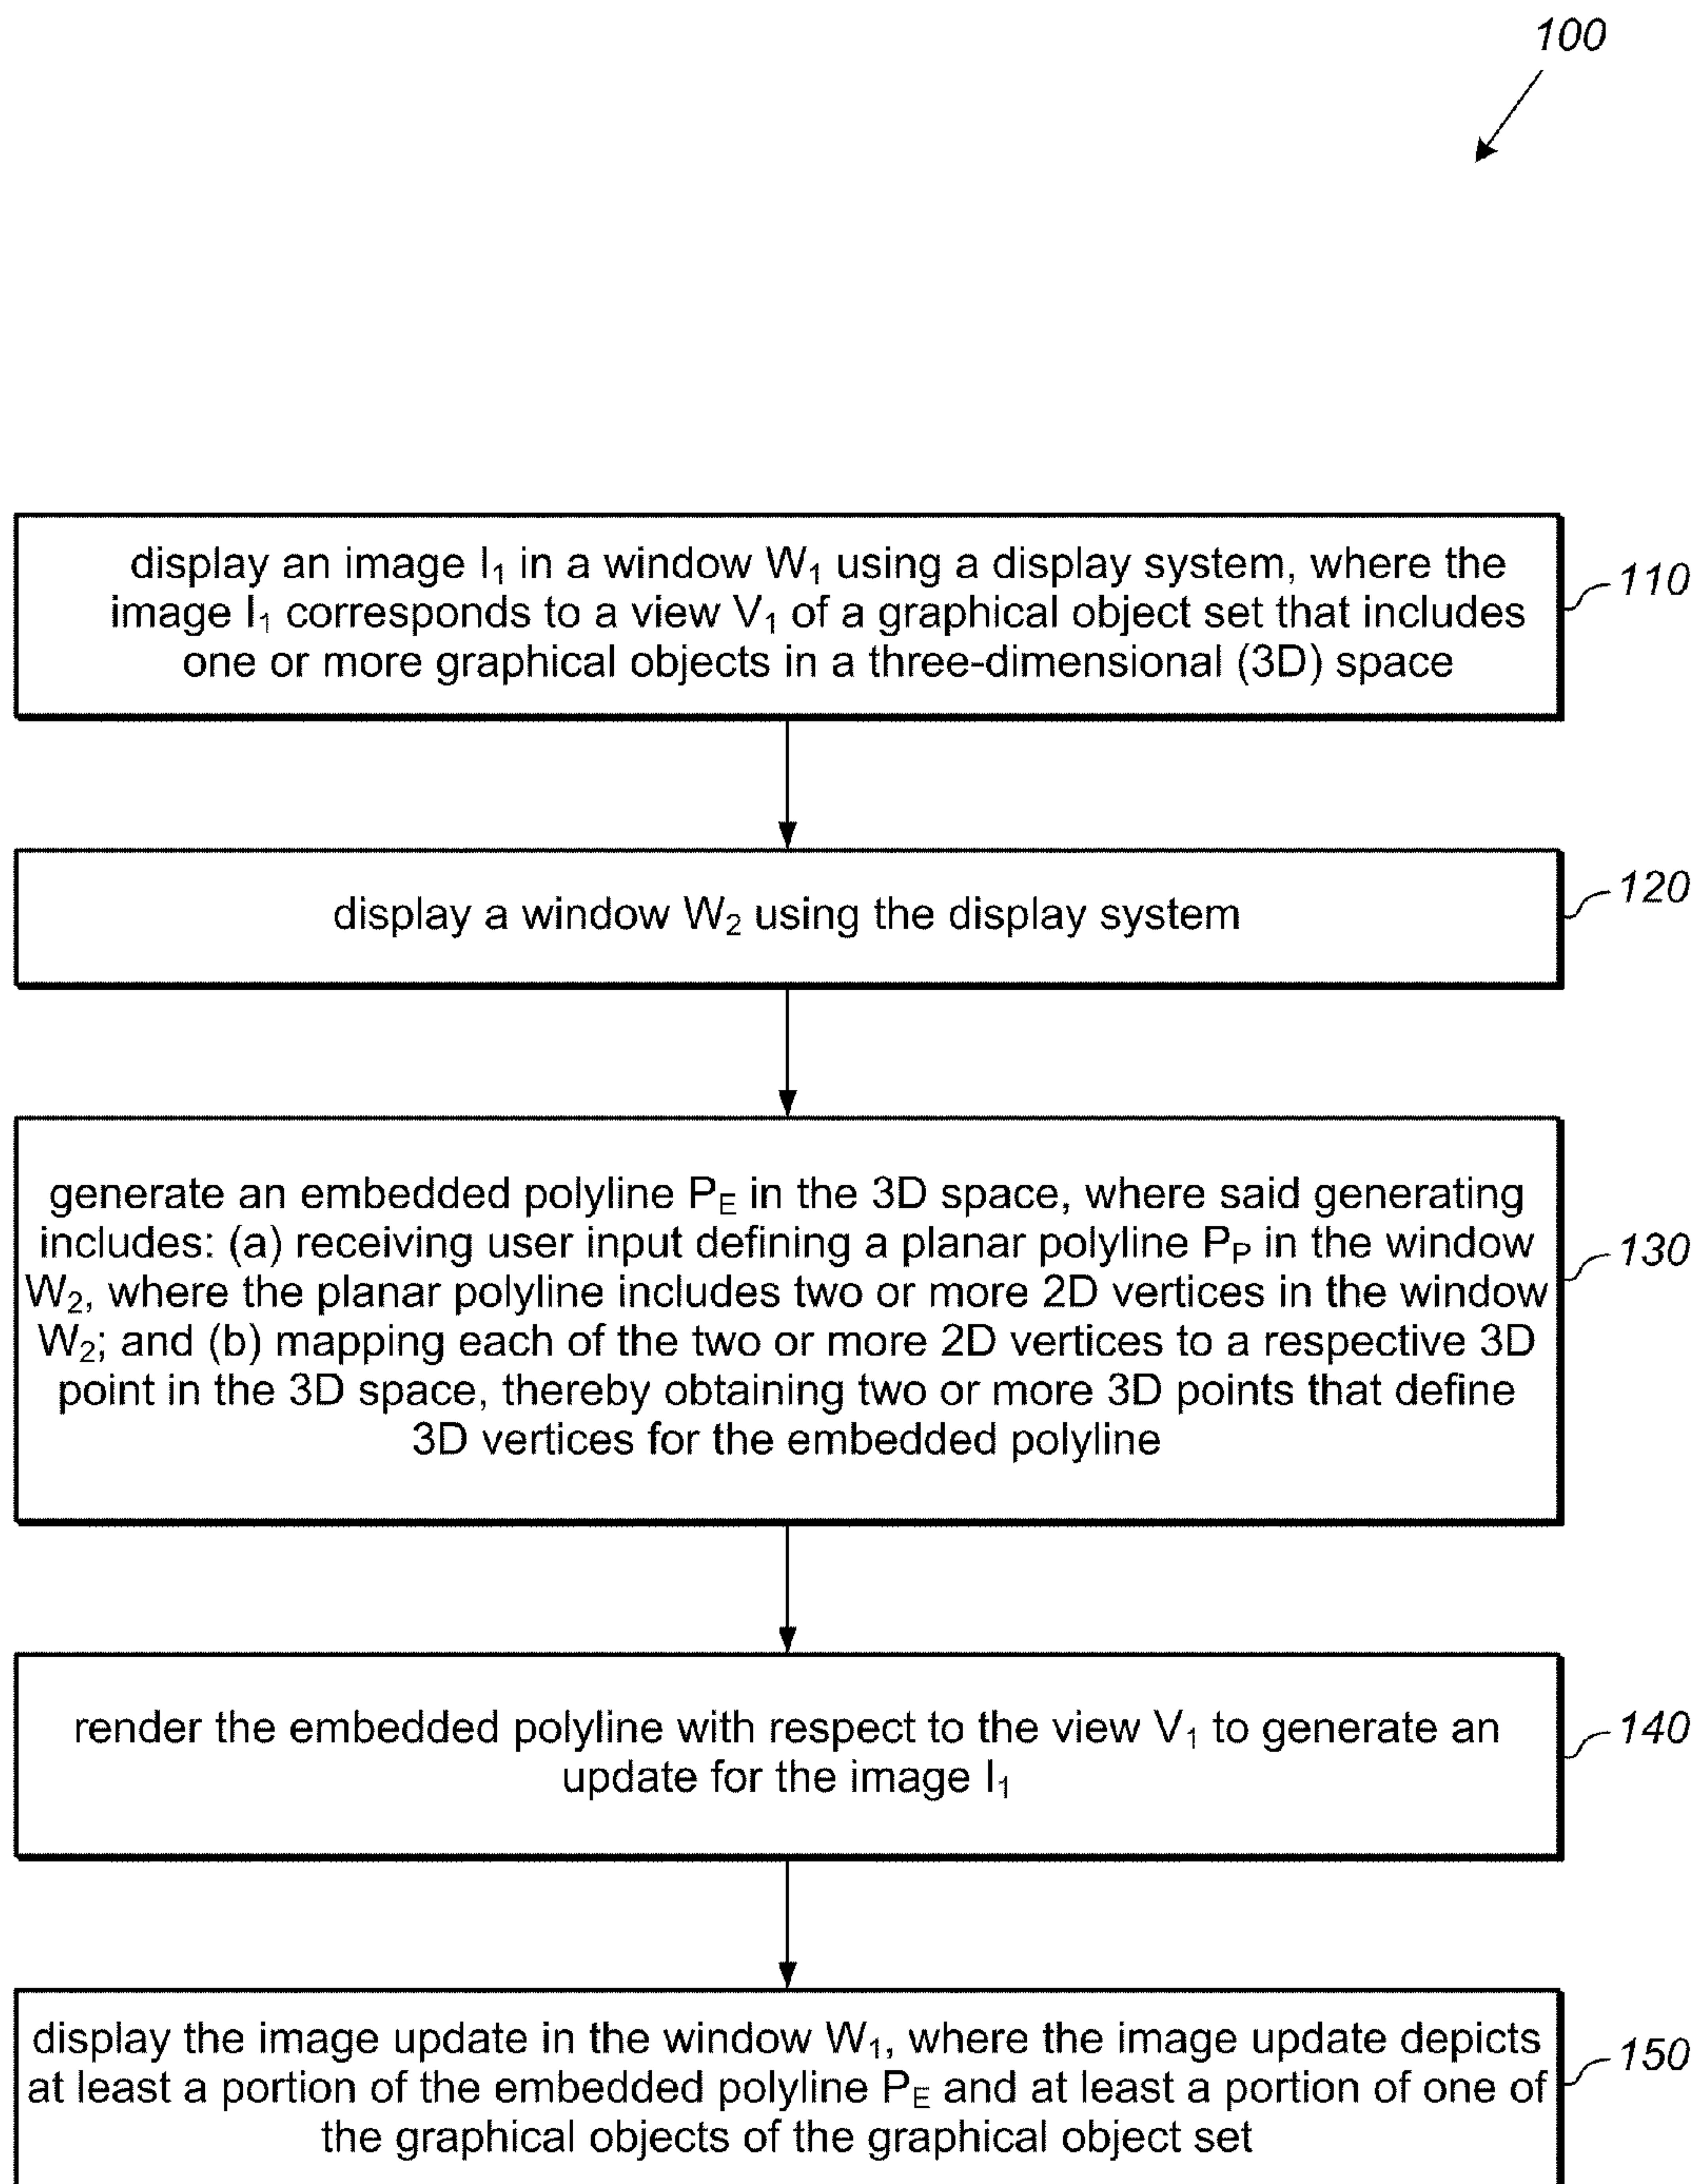 100
display an image I₁ in a window W₁ using a display system, where the
image I₁ corresponds to a view V₁ of a graphical object set that includes
one or more graphical objects in a three-dimensional (3D) space
110
display a window W₂ using the display system
120
generate an embedded polyline P_E in the 3D space, where said generating
includes: (a) receiving user input defining a planar polyline P_P in the window
W₂, where the planar polyline includes two or more 2D vertices in the window
W₂; and (b) mapping each of the two or more 2D vertices to a respective 3D
point in the 3D space, thereby obtaining two or more 3D points that define
3D vertices for the embedded polyline
130
render the embedded polyline with respect to the view V₁ to generate an
update for the image I₁
140
display the image update in the window W₁, where the image update depicts
at least a portion of the embedded polyline P_E and at least a portion of one of
the graphical objects of the graphical object set
150